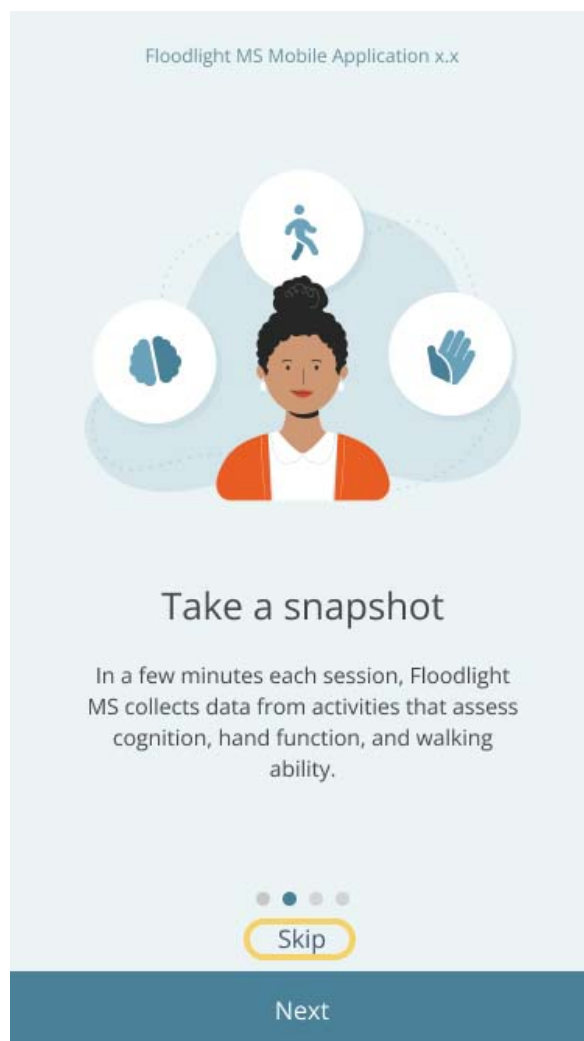 Floodlight MS Mobile Application x.x
Take a snapshot
In a few minutes each session, Floodlight
MS collects data from activities that assess
cognition, hand function, and walking
ability.
Skip
Next